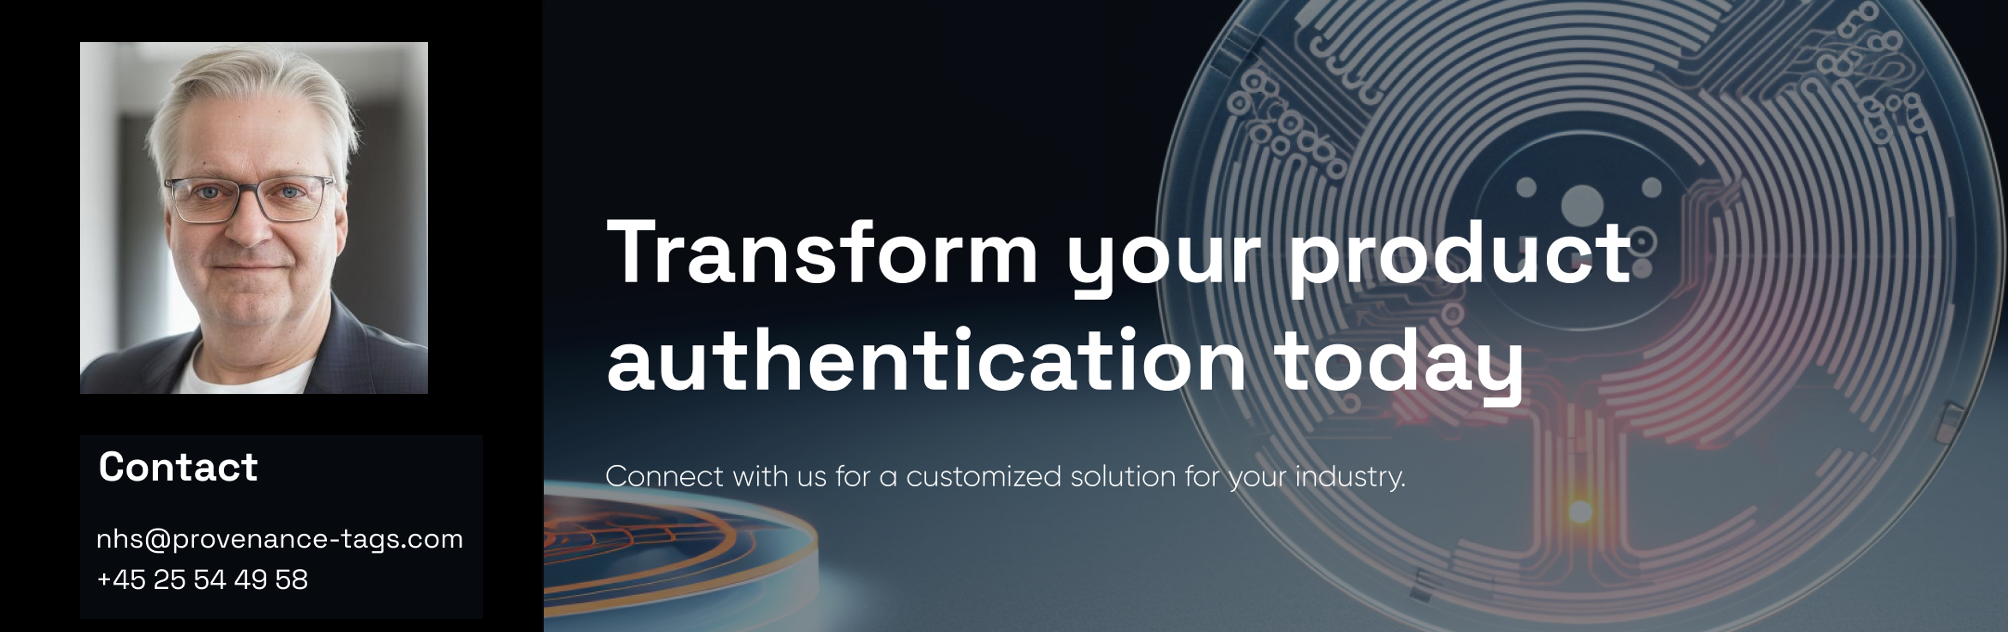 Contact
nhs@provenance-tags.com
+45 25 54 49 58
Transform your product
authentication today
Connect with us for a customized solution for your industry.